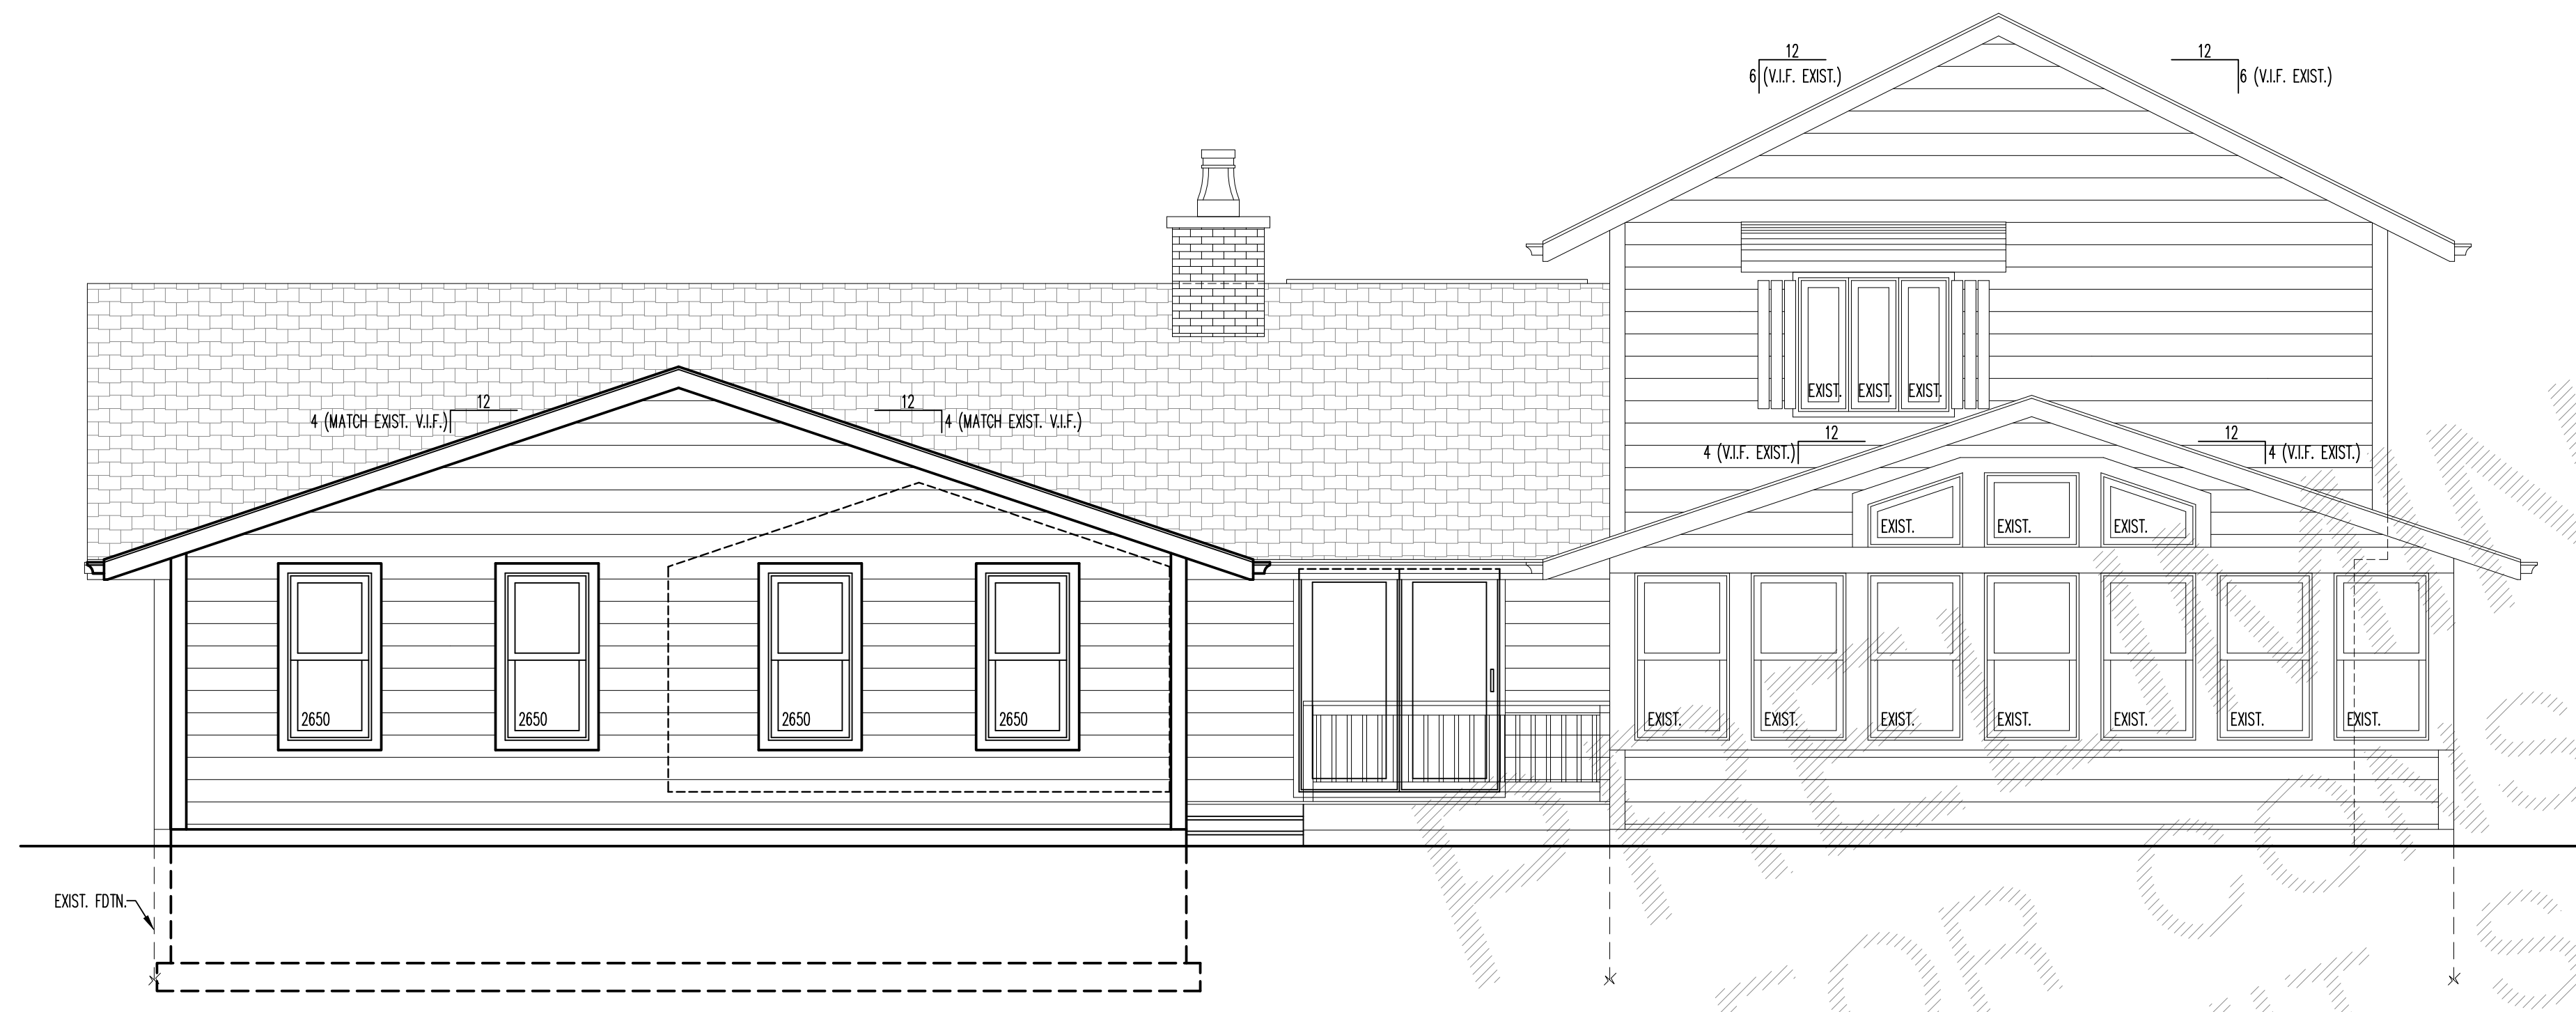 12
6 (V.I.F. EXIST.)
12
6 (V.I.F. EXIST.)
12
4 (MATCH EXIST. V.I.F.)
12
4 (MATCH EXIST. V.I.F.)
EXIST. EXIST. EXIST.
12
4 (V.I.F. EXIST.)
12
4 (V.I.F. EXIST.)
EXIST. EXIST. EXIST.
2650 2650 2650 2650
EXIST. EXIST. EXIST. EXIST. EXIST. EXIST. EXIST.
EXIST. FDTN.